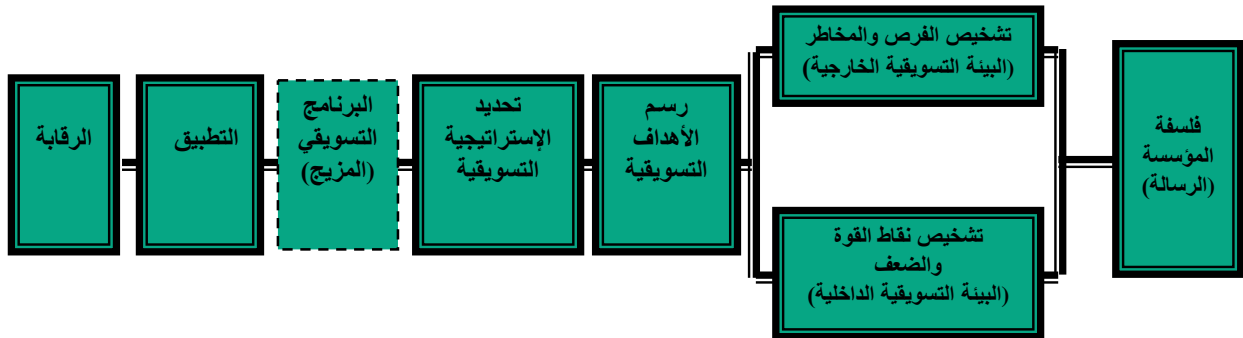 فلسفة
المؤسسة
(الرسالة)
تشخيص الفرص والمخاطر
(البيئة التسويقية الخارجية)
تشخيص نقاط القوة
والضعف
(البيئة التسويقية الداخلية)
رسم
الأهداف
التسويقية
تحديد
الإستراتيجية
التسويقية
البرنامج
التسويقي
(المزيج)
التطبيق
الرقابة